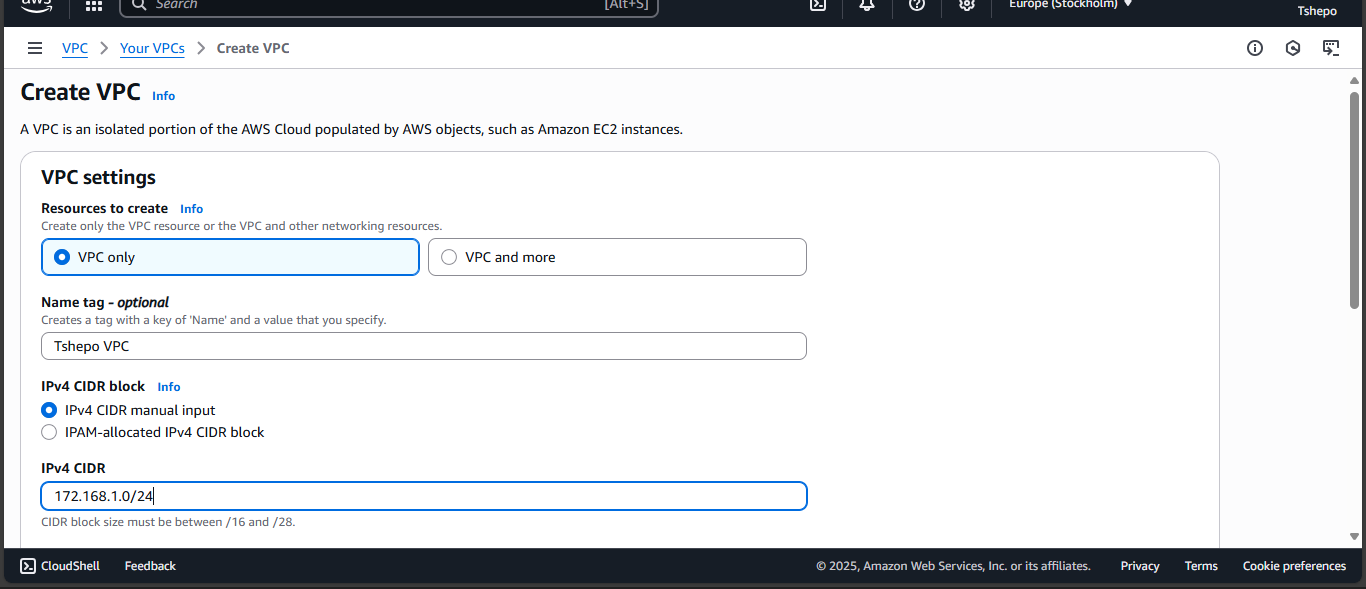 aws
Search
[Alt+S]
Europe (Stockholm)
Tshepo
VPC
Your VPCs
Create VPC
Create VPC Info
A VPC is an isolated portion of the AWS Cloud populated by AWS objects, such as Amazon EC2 instances.
VPC settings
Resources to create Info
Create only the VPC resource or the VPC and other networking resources.
VPC only
VPC and more
Name tag - optional
Creates a tag with a key of 'Name' and a value that you specify.
Tshepo VPC
IPv4 CIDR block Info
IPv4 CIDR manual input
IPAM-allocated IPv4 CIDR block
IPv4 CIDR
172.168.1.0/24
CIDR block size must be between /16 and /28.
CloudShell
Feedback
© 2025, Amazon Web Services, Inc. or its affiliates.
Privacy
Terms
Cookie preferences